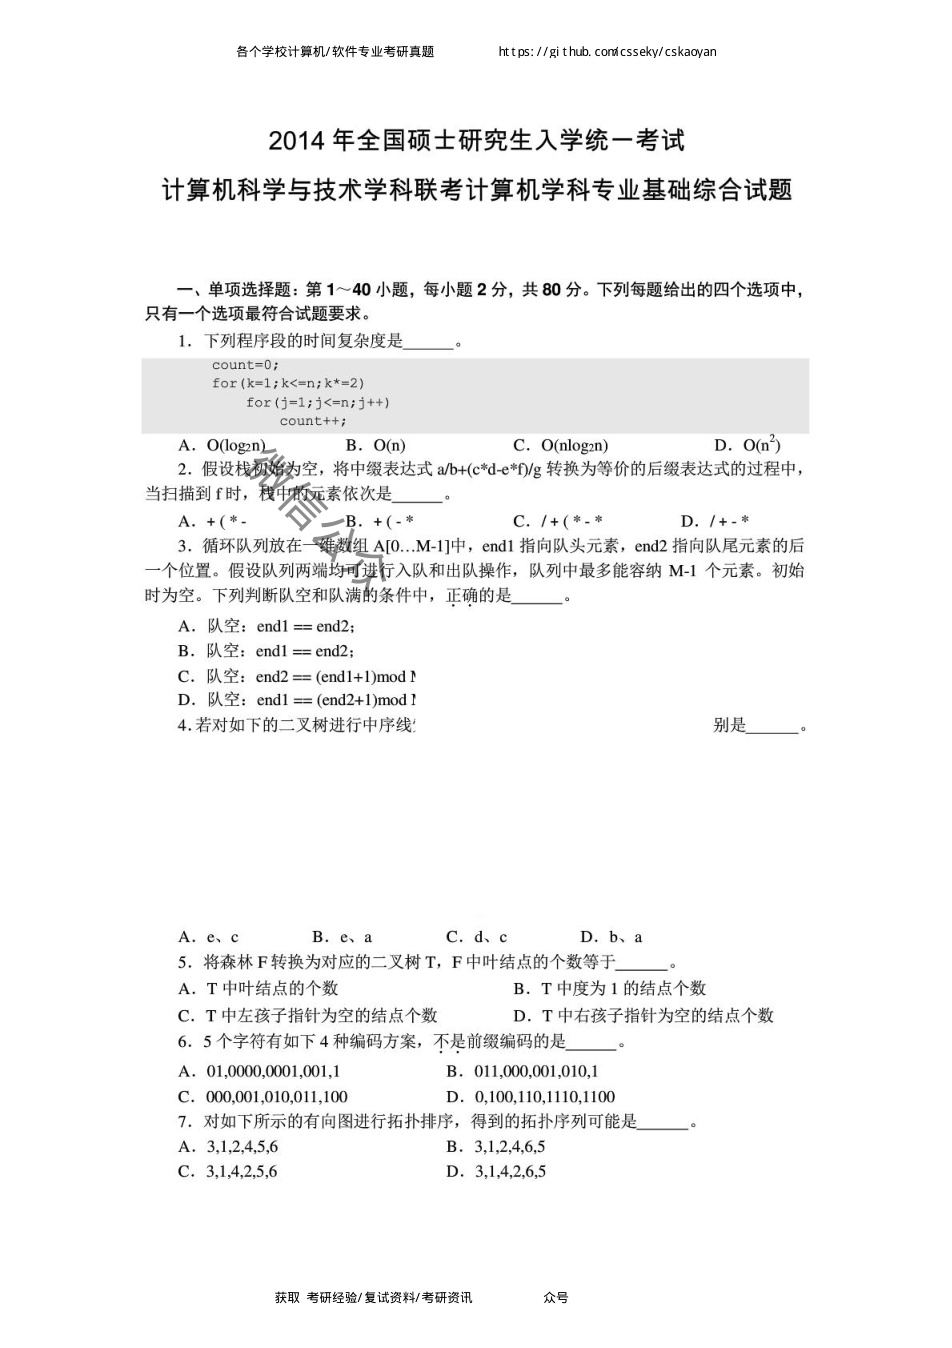 各个学校计算机/软件专业考研真题 https://github.com/csseky/cskaoyan
2014 年全国硕士研究生入学统一考试
计算机科学与技术学科联考计算机学科专业基础综合试题
一、单项选择题：第 1～40 小题，每小题 2 分，共 80 分。下列每题给出的四个选项中，
只有一个选项最符合试题要求。
1．下列程序段的时间复杂度是______。
count=0;
for(k=1;k<=n;k*=2)
for(j=1;j<=n;j++)
count++;
A．O(log₂n) B．O(n) C．O(nlog₂n) D．O(n²)
2．假设栈初始为空，将中缀表达式 a/b+(c*d-e*f)/g 转换为等价的后缀表达式的过程中，
当扫描到 f 时，栈中的元素依次是______。
A．+ ( * - B．+ ( - * C．/ + ( * - * D．/ + - *
3．循环队列放在一维数组 A[0…M-1]中，end1 指向队头元素，end2 指向队尾元素的后
一个位置。假设队列两端均可进行入队和出队操作，队列中最多能容纳 M-1 个元素。初始
时为空。下列判断队空和队满的条件中，正确的是______。
A．队空：end1 == end2;
B．队空：end1 == end2;
C．队空：end2 == (end1+1)mod
D．队空：end1 == (end2+1)mod
4．若对如下的二叉树进行中序线 别是______。
A．e、c B．e、a C．d、c D．b、a
5．将森林 F 转换为对应的二叉树 T，F 中叶结点的个数等于______。
A．T 中叶结点的个数 B．T 中度为 1 的结点个数
C．T 中左孩子指针为空的结点个数 D．T 中右孩子指针为空的结点个数
6．5 个字符有如下 4 种编码方案，不是前缀编码的是______。
A．01,0000,0001,001,1 B．011,000,001,010,1
C．000,001,010,011,100 D．0,100,110,1110,1100
7．对如下所示的有向图进行拓扑排序，得到的拓扑序列可能是______。
A．3,1,2,4,5,6 B．3,1,2,4,6,5
C．3,1,4,2,5,6 D．3,1,4,2,6,5
微信公众
获取 考研经验/复试资料/考研资讯 众号